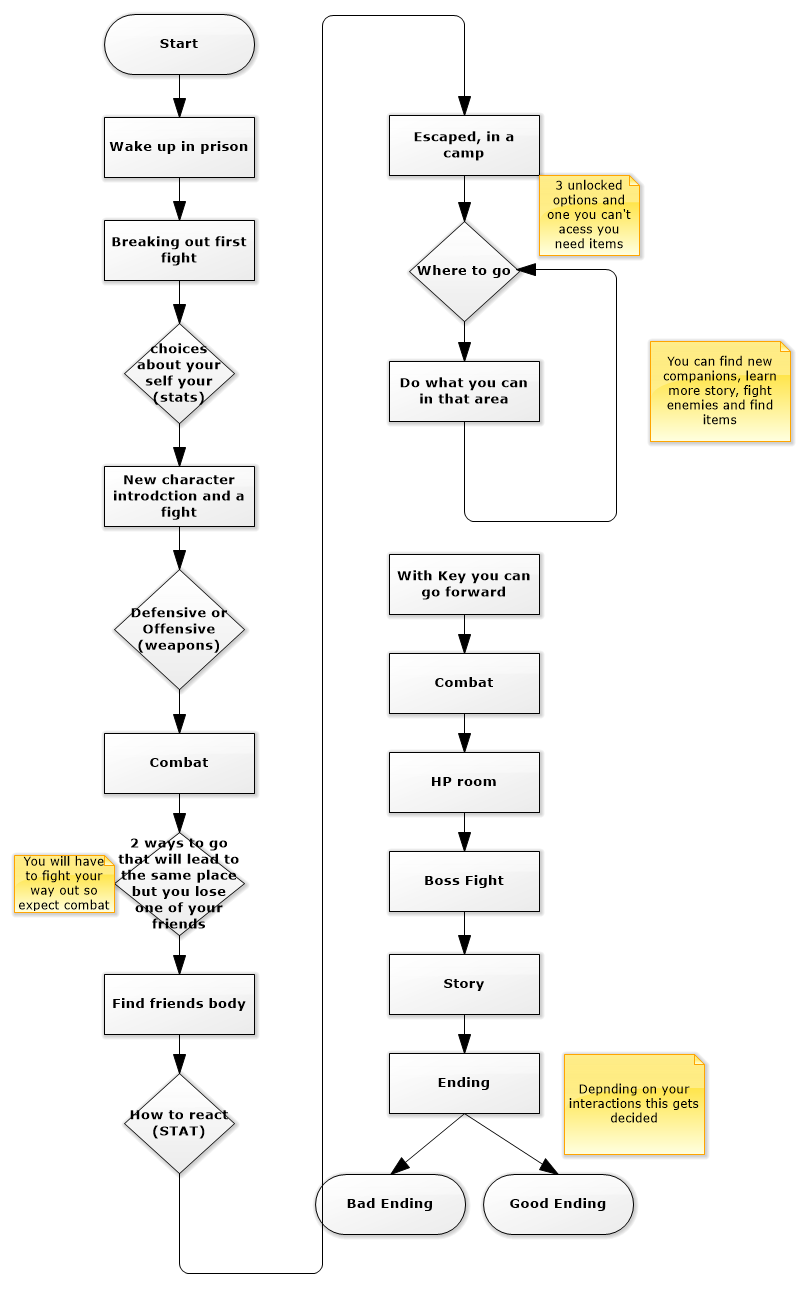 Start
Wake up in prison
Breaking out first
fight
choices
about your
self your
(stats)
New character
introdction and a
fight
Defensive or
Offensive
(weapons)
Combat
2 ways to go
that will lead to
the same place
but you lose
one of your
friends
You will have
to fight your
way out so
expect combat
Find friends body
How to react
(STAT)
Escaped, in a
camp
3 unlocked
options and
one you can't
acess you
need items
Where to go
Do what you can
in that area
You can find new
companions, learn
more story, fight
enemies and find
items
With Key you can
go forward
Combat
HP room
Boss Fight
Story
Ending
Depnding on your
interactions this gets
decided
Bad Ending
Good Ending